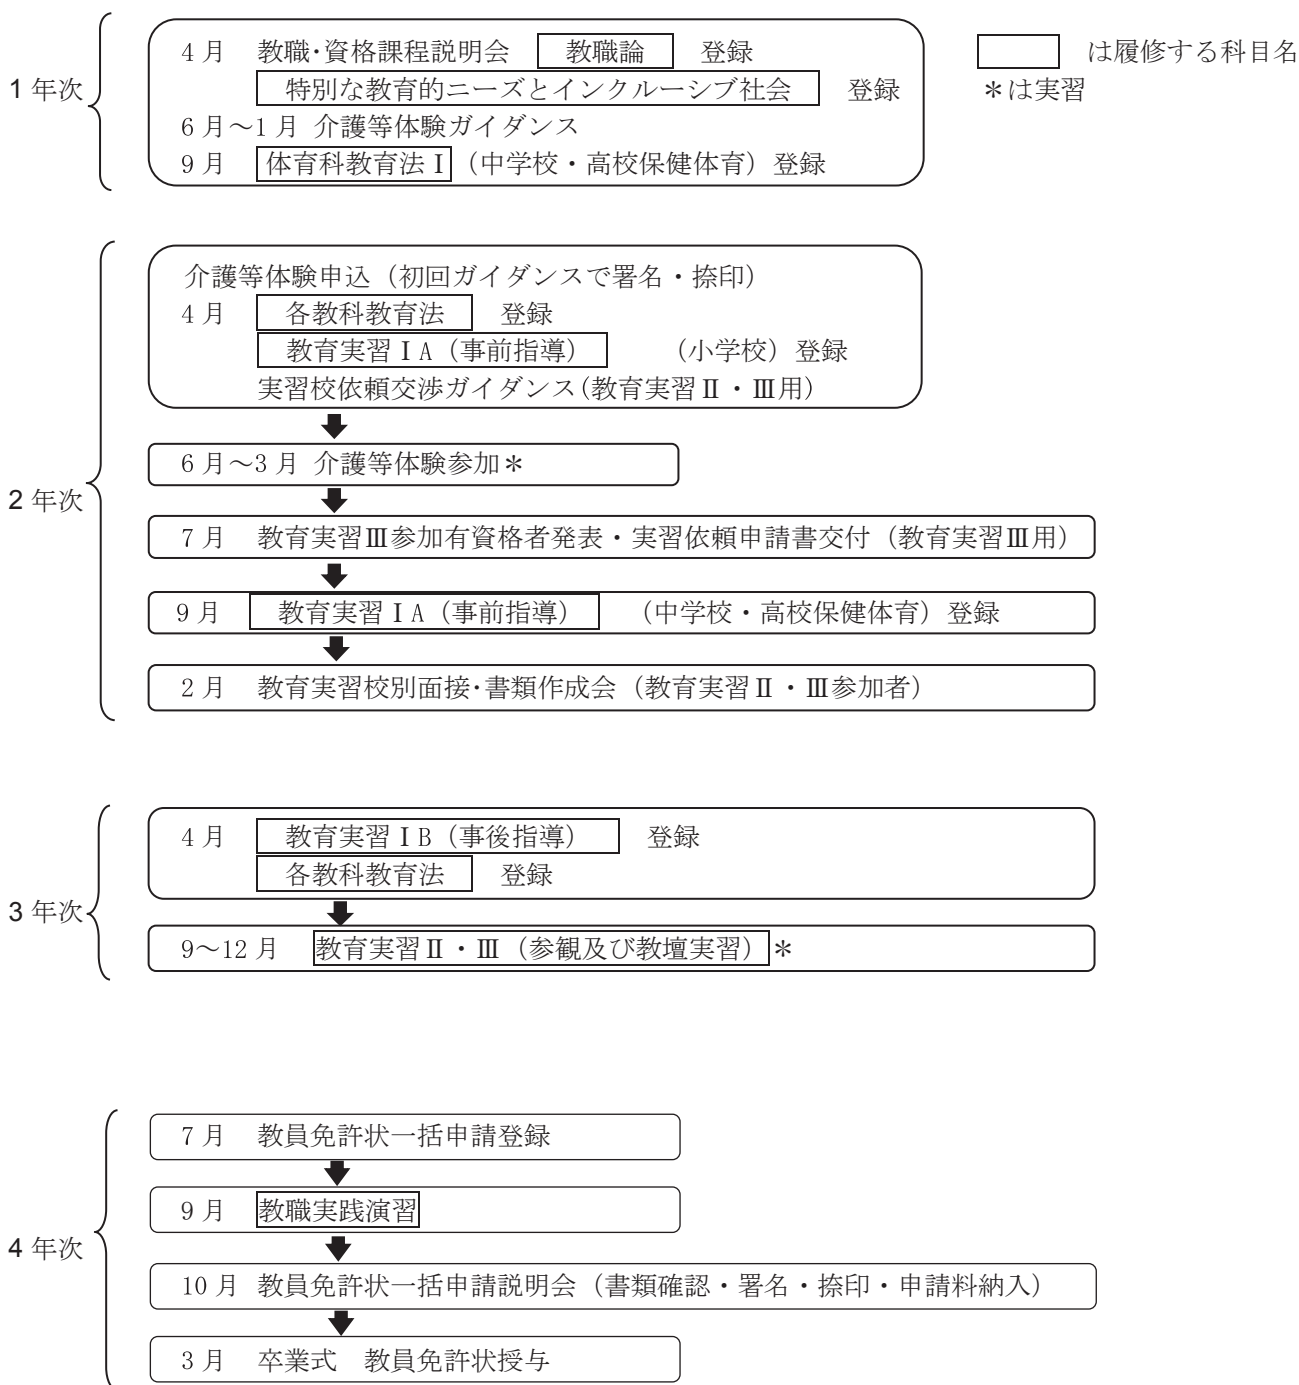 1 年次
4 月 教職・資格課程説明会 教職論 登録
特別な教育的ニーズとインクルーシブ社会 登録
6 月～1 月 介護等体験ガイダンス
9 月 体育科教育法Ⅰ（中学校・高校保健体育）登録
は履修する科目名
＊は実習
2 年次
介護等体験申込（初回ガイダンスで署名・捺印）
4 月 各教科教育法 登録
教育実習ⅠA（事前指導） （小学校）登録
実習校依頼交渉ガイダンス（教育実習Ⅱ・Ⅲ用）
6 月～3 月 介護等体験参加＊
7 月 教育実習Ⅲ参加有資格者発表・実習依頼申請書交付（教育実習Ⅲ用）
9 月 教育実習ⅠA（事前指導） （中学校・高校保健体育）登録
2 月 教育実習校別面接・書類作成会（教育実習Ⅱ・Ⅲ参加者）
3 年次
4 月 教育実習ⅠB（事後指導） 登録
各教科教育法 登録
9～12 月 教育実習Ⅱ・Ⅲ（参観及び教壇実習）＊
4 年次
7 月 教員免許状一括申請登録
9 月 教職実践演習
10 月 教員免許状一括申請説明会（書類確認・署名・捺印・申請料納入）
3 月 卒業式 教員免許状授与